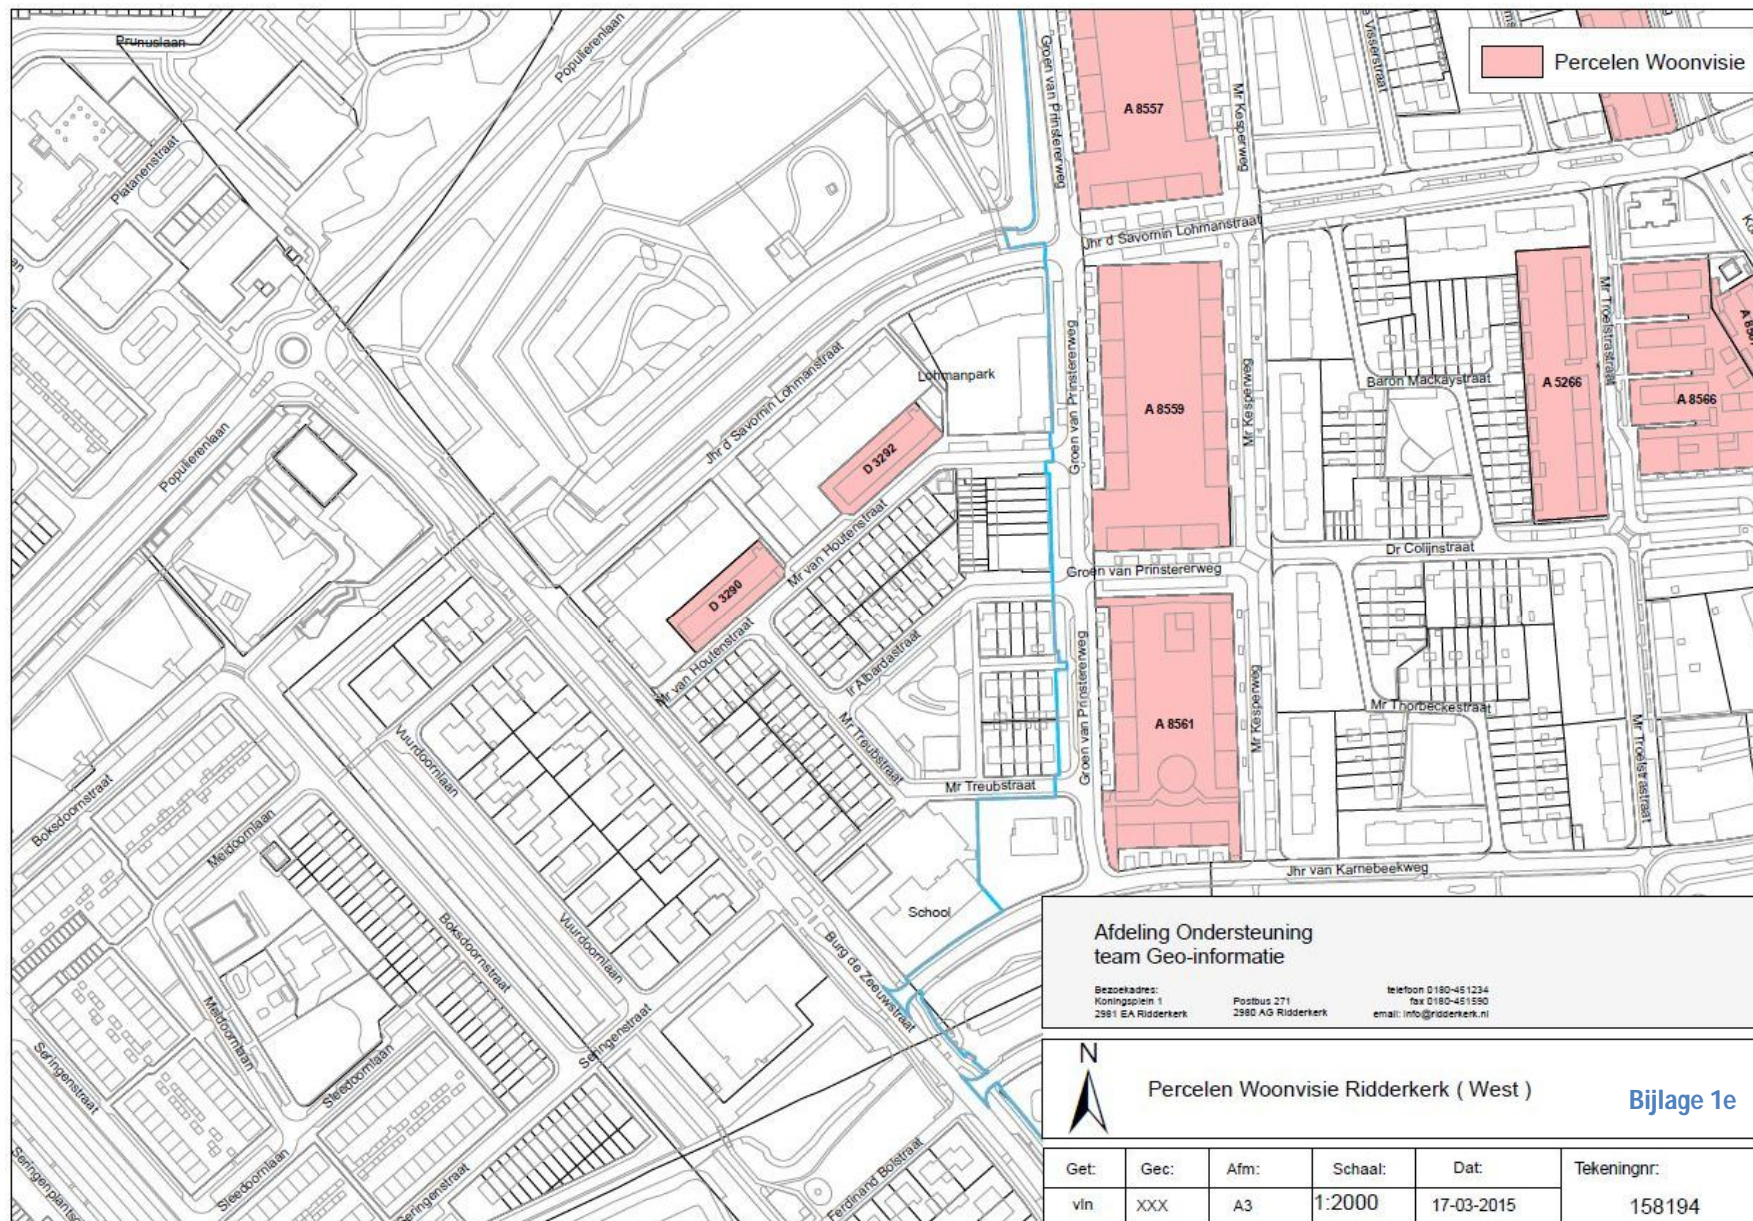 Percelen Woonvisie
Prunuslaan
Populierenlaan
Platanenstraat
Groen van Prinstererweg
A 8557
Mr Kesperweg
Visserstraat
Jhr d Savornin Lohmanstraat
Populierenlaan
Jhr d Savornin Lohmanstraat
Lohmanpark
D 3292
D 3290
Mr van Houtenstraat
Mr van Houtenstraat
Groen van Prinstererweg
A 8559
Mr Kesperweg
Baron Mackaystraat
A 5266
Mr Troelstrastraat
A 8566
Dr Colijnstraat
Groen van Prinstererweg
Ir Albardastraat
Mr Treubstraat
Mr Treubstraat
Groen van Prinstererweg
A 8561
Mr Kesperweg
Mr Thorbeckestraat
Mr Troelstrastraat
Jhr van Karnebeekweg
Vuurdoornlaan
Vuurdoornlaan
Boksdoornstraat
Meidoornlaan
Boksdoornstraat
Meidoornlaan
School
Burg de Zeeuwstraat
Seringenstraat
Seringenstraat
Sleedoornlaan
Sleedoornlaan
Seringenstraat
Ferdinand Bolstraat
Afdeling Ondersteuning
team Geo-informatie
Bezoekadres:
Koningsplein 1
2981 EA Ridderkerk
Postbus 271
2980 AG Ridderkerk
telefoon 0180-451234
fax 0180-451590
email: info@ridderkerk.nl
N
Percelen Woonvisie Ridderkerk ( West )
Bijlage 1e
Get: Gec: Afm: Schaal: Dat: Tekeningnr:
vln XXX A3 1:2000 17-03-2015 158194